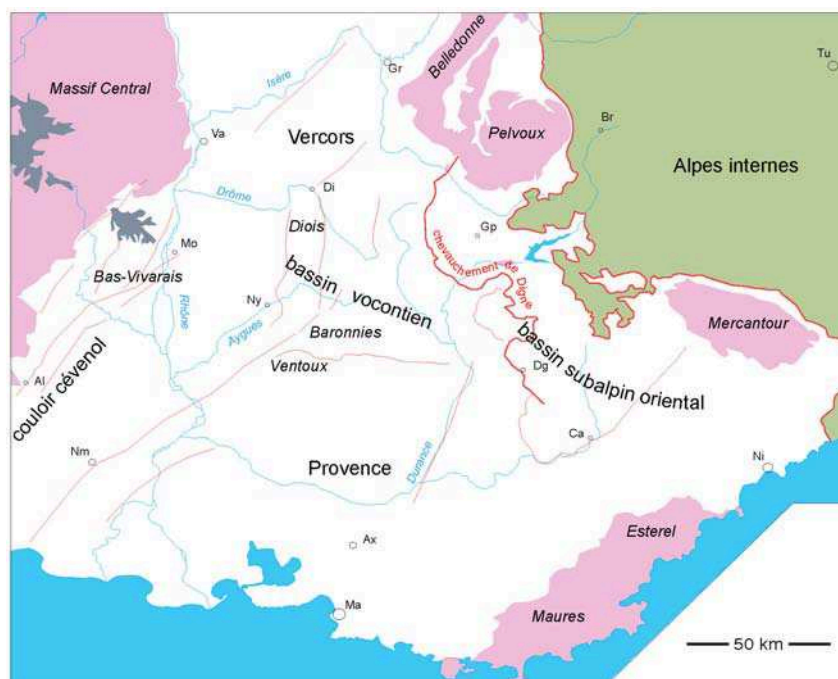 Massif Central
Isère
Gr
Belledonne
Tu
Va
Vercors
Pelvoux
Br
Alpes internes
Drôme
Di
Diois
Gp
chevauchement de Digne
Mo
Bas-Vivarais
bassin vocontien
Ny
Rhône
Aygues
Baronnies
Ventoux
Mercantour
bassin subalpin oriental
Dg
Al
couloir cévenol
Ca
Nm
Provence
Durance
Ni
Ax
Esterel
Ma
Maures
50 km